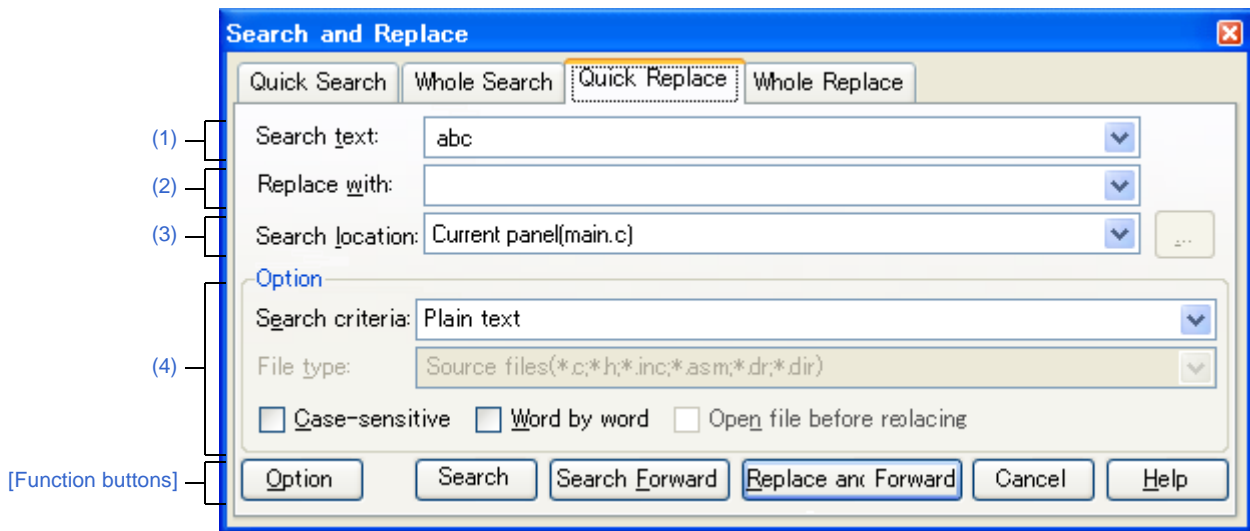 Search and Replace
Quick Search Whole Search Quick Replace Whole Replace
(1) Search text: abc
(2) Replace with:
(3) Search location: Current panel(main.c) ...
Option
Search criteria: Plain text
(4) File type: Source files(*.c;*.h;*.inc;*.asm;*.dr;*.dir)
Case-sensitive Word by word Open file before replacing
[Function buttons] Option Search Search Forward Replace and Forward Cancel Help